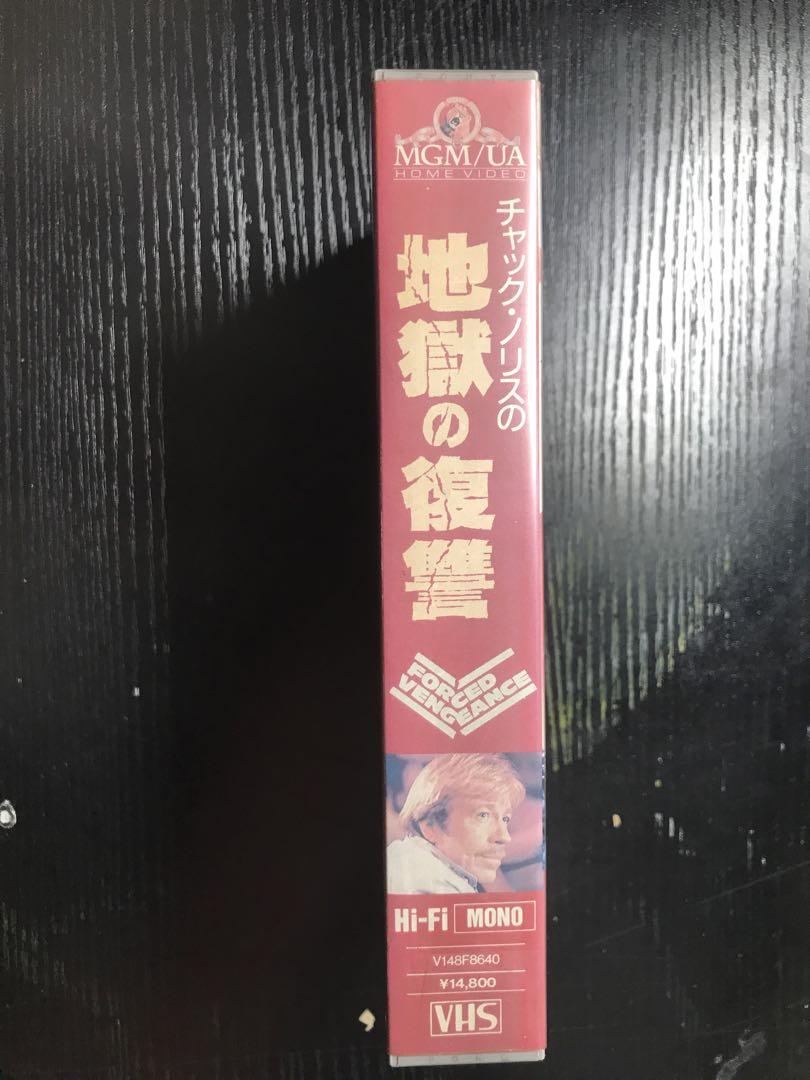 MGM/UA
HOME VIDEO
チャック・ノリスの
地獄の復讐
FORCED
VENGEANCE
Hi-Fi MONO
V148F8640
¥14,800
VHS